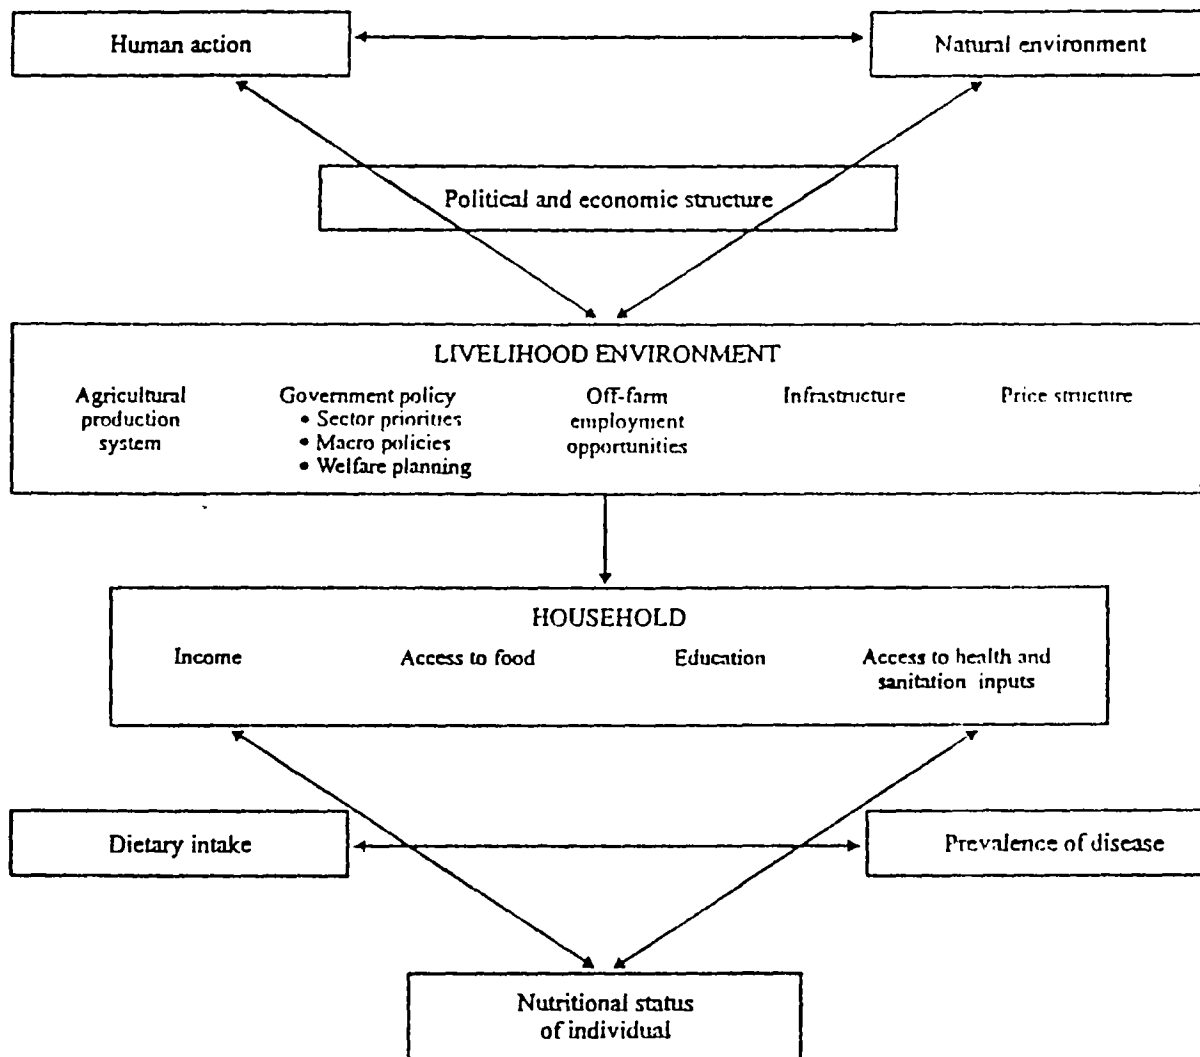 Human action
Natural environment
Political and economic structure
LIVELIHOOD ENVIRONMENT
Agricultural
production
system
Government policy
• Sector priorities
• Macro policies
• Welfare planning
Off-farm
employment
opportunities
Infrastructure
Price structure
HOUSEHOLD
Income
Access to food
Education
Access to health and
sanitation inputs
Dietary intake
Prevalence of disease
Nutritional status
of individual